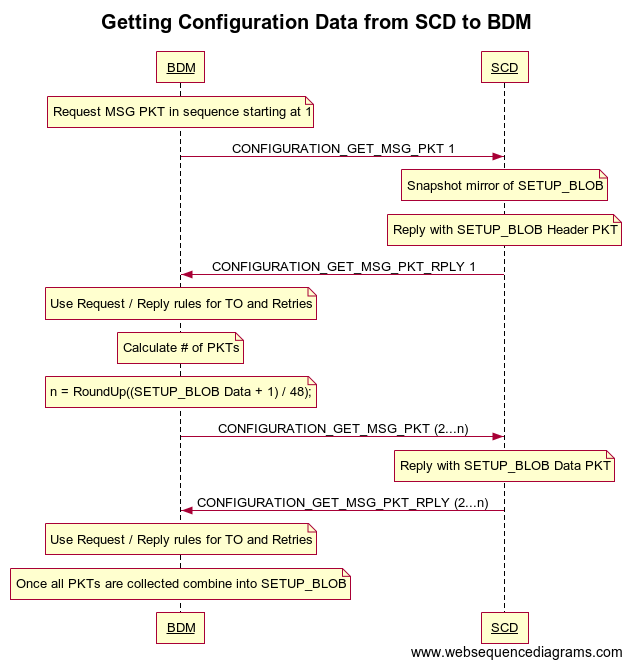 Getting Configuration Data from SCD to BDM
BDM
SCD
Request MSG PKT in sequence starting at 1
CONFIGURATION_GET_MSG_PKT 1
Snapshot mirror of SETUP_BLOB
Reply with SETUP_BLOB Header PKT
CONFIGURATION_GET_MSG_PKT_RPLY 1
Use Request / Reply rules for TO and Retries
Calculate # of PKTs
n = RoundUp((SETUP_BLOB Data + 1) / 48);
CONFIGURATION_GET_MSG_PKT (2...n)
Reply with SETUP_BLOB Data PKT
CONFIGURATION_GET_MSG_PKT_RPLY (2...n)
Use Request / Reply rules for TO and Retries
Once all PKTs are collected combine into SETUP_BLOB
BDM
SCD
www.websequencediagrams.com